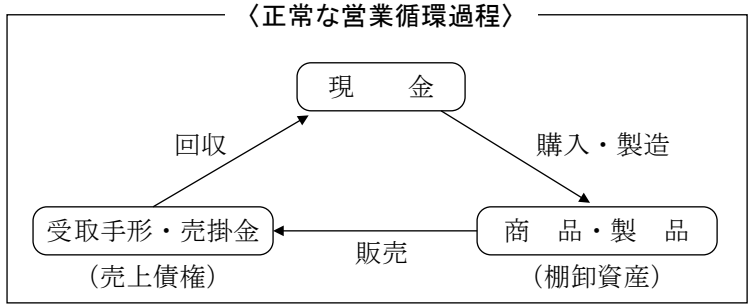 〈正常な営業循環過程〉
現　金
回収
購入・製造
受取手形・売掛金
商　品・製　品
販売
（売上債権）
（棚卸資産）